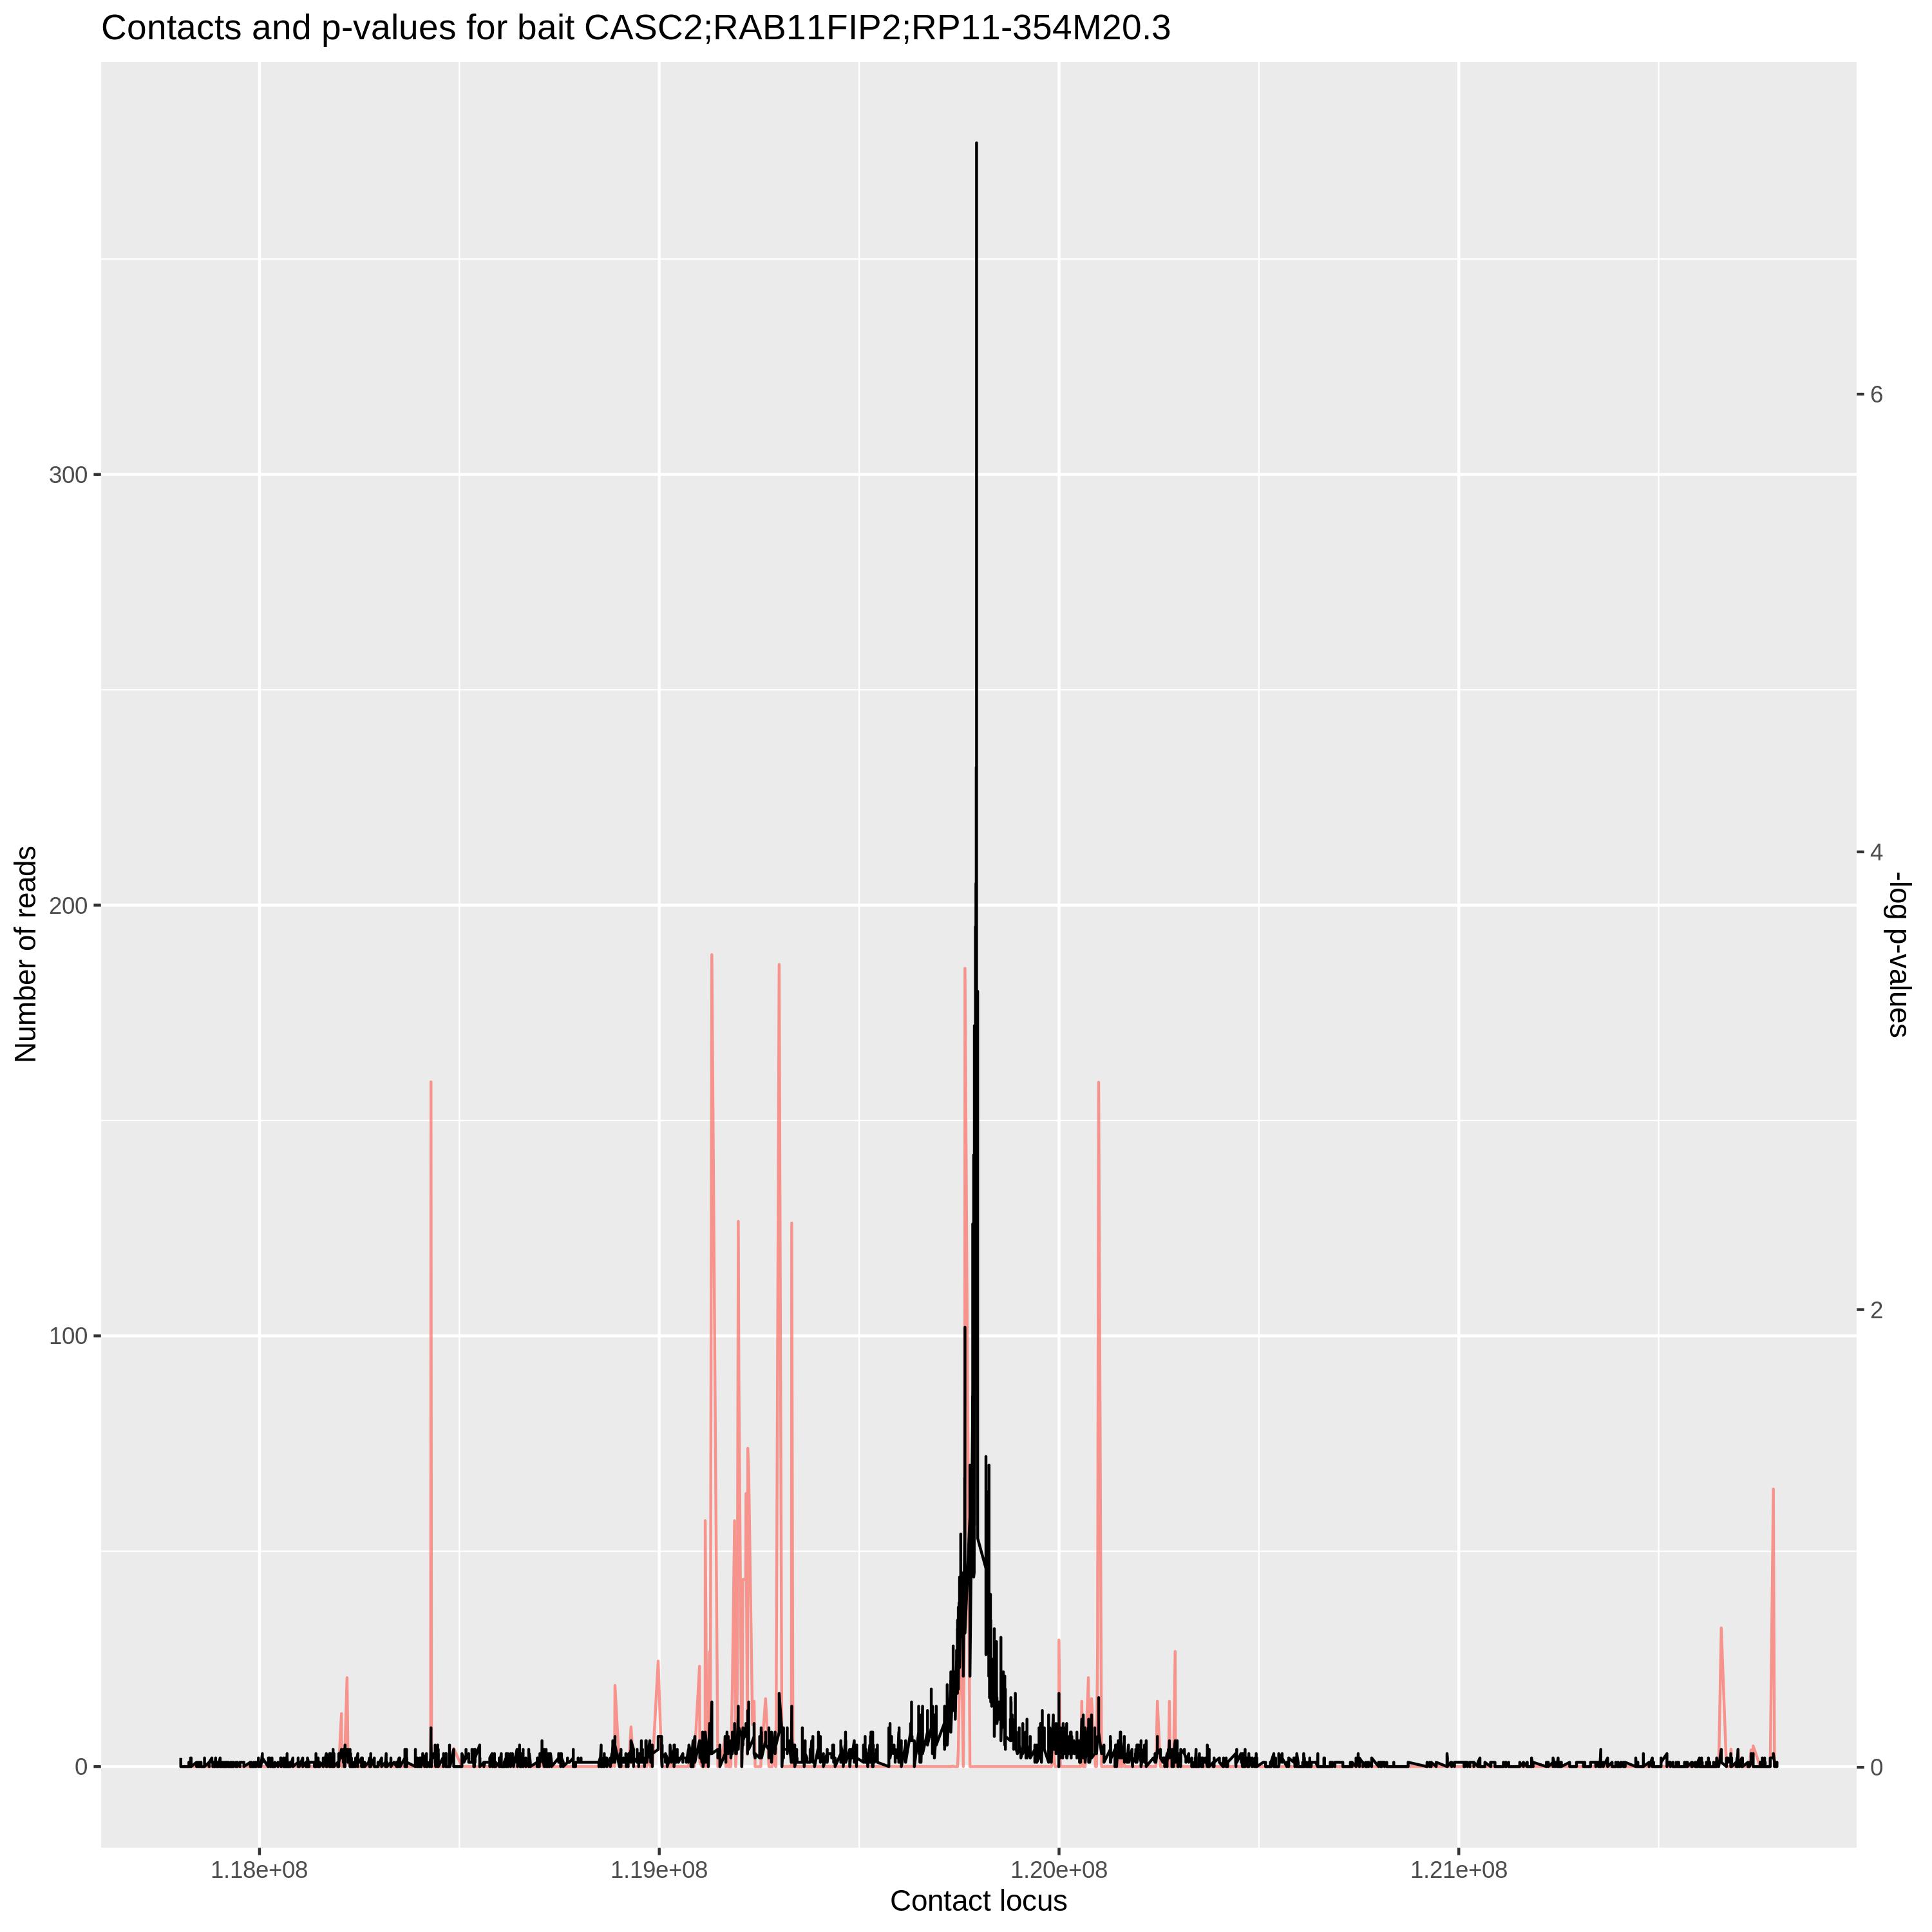 Contacts and p-values for bait CASC2;RAB11FIP2;RP11-354M20.3
300
200
100
0
Number of reads
6
4
2
0
-log p-values
1.18e+08
1.19e+08
1.20e+08
1.21e+08
Contact locus